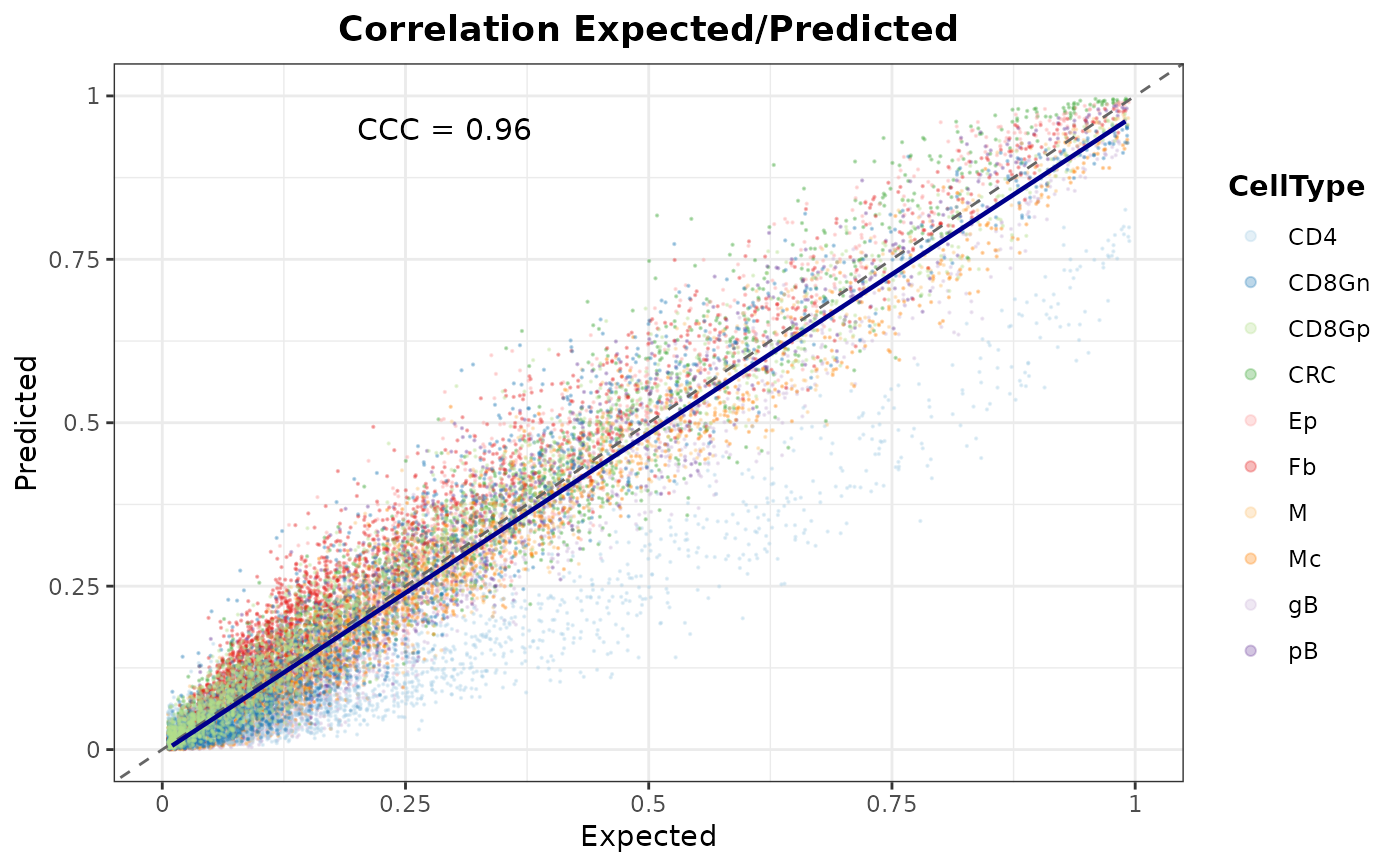 Correlation Expected/Predicted
CCC = 0.96
1
0.75
0.5
0.25
0
Predicted
0
0.25
0.5
0.75
1
Expected
CellType
CD4
CD8Gn
CD8Gp
CRC
Ep
Fb
M
Mc
gB
pB